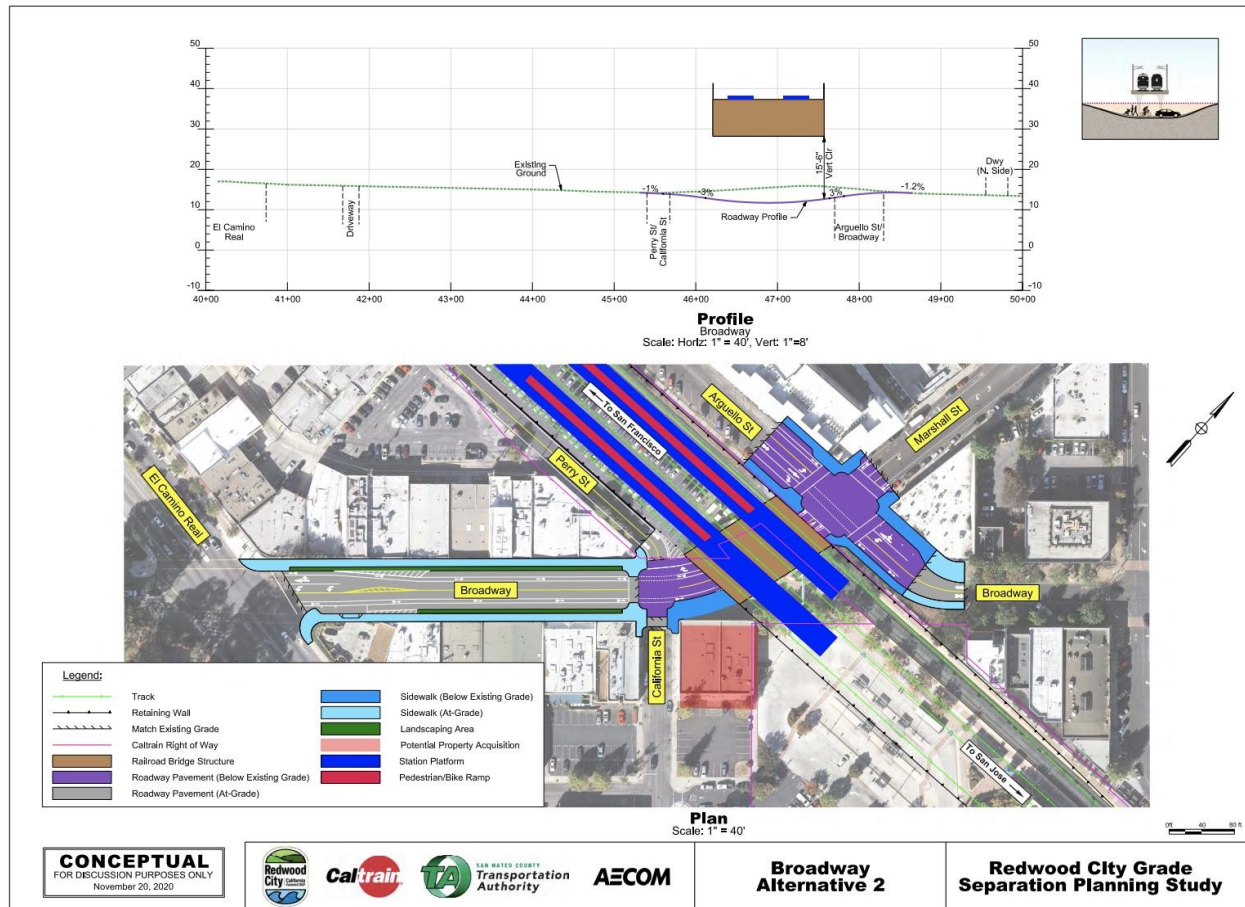 50
40
30
20
10
0
-10
50
40
30
20
10
0
-10
Existing
Ground
El Camino
Real
Driveway
-1%
Perry St/
California St
-3%
15'-6"
Vert Clr
3%
Roadway Profile
Arguello St/
Broadway
-1.2%
Dwy
(N. Side)
40+00
41+00
42+00
43+00
44+00
45+00
46+00
47+00
48+00
49+00
50+00
Profile
Broadway
Scale: Horiz: 1" = 40', Vert: 1"=8'
To San Francisco
Arguello St
Marshall St
Perry St
El Camino Real
Broadway
Broadway
California St
To San Jose
Legend:
Track
Retaining Wall
Match Existing Grade
Caltrain Right of Way
Railroad Bridge Structure
Roadway Pavement (Below Existing Grade)
Roadway Pavement (At-Grade)
Sidewalk (Below Existing Grade)
Sidewalk (At-Grade)
Landscaping Area
Potential Property Acquisition
Station Platform
Pedestrian/Bike Ramp
Plan
Scale: 1" = 40'
0ft 40 80 ft
CONCEPTUAL
FOR DISCUSSION PURPOSES ONLY
November 20, 2020
Redwood
City California
Caltrain
TA
SAN MATEO COUNTY
Transportation
Authority
AECOM
Broadway
Alternative 2
Redwood City Grade
Separation Planning Study